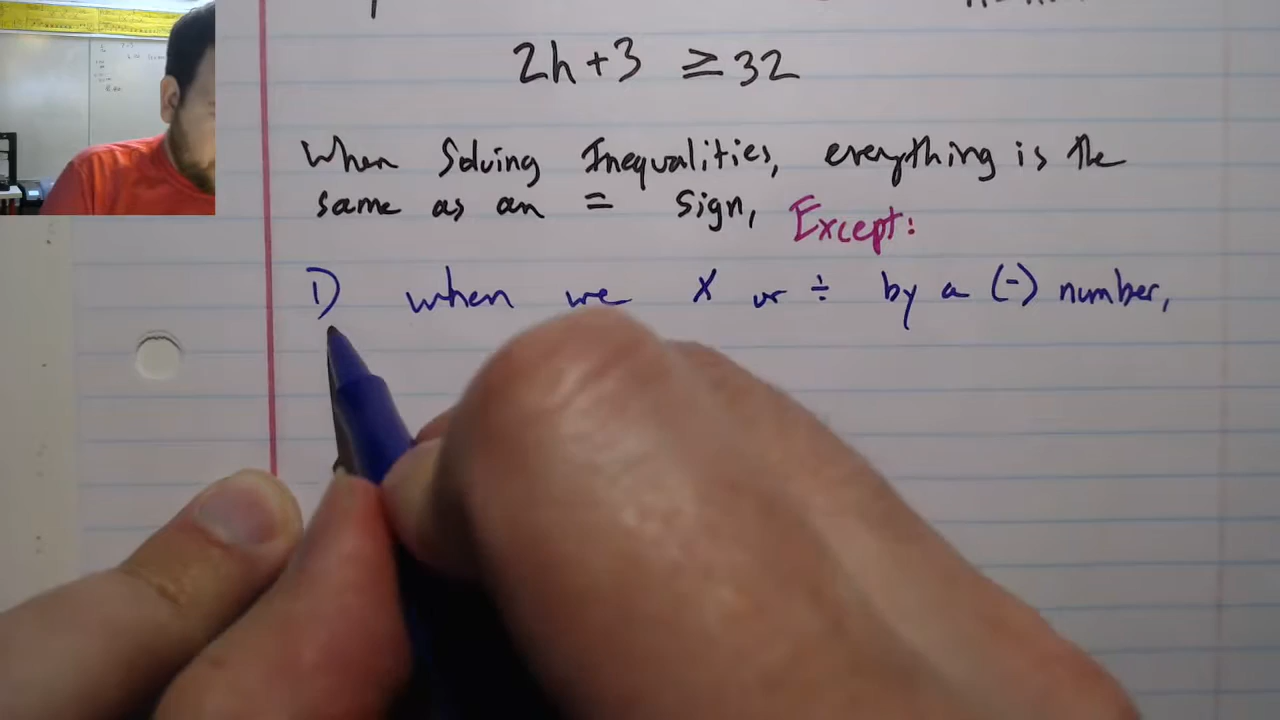 2h+3 ≥ 32
When Solving Inequalities, everything is the
same as an = sign, Except:
1) when we x or ÷ by a (-) number,